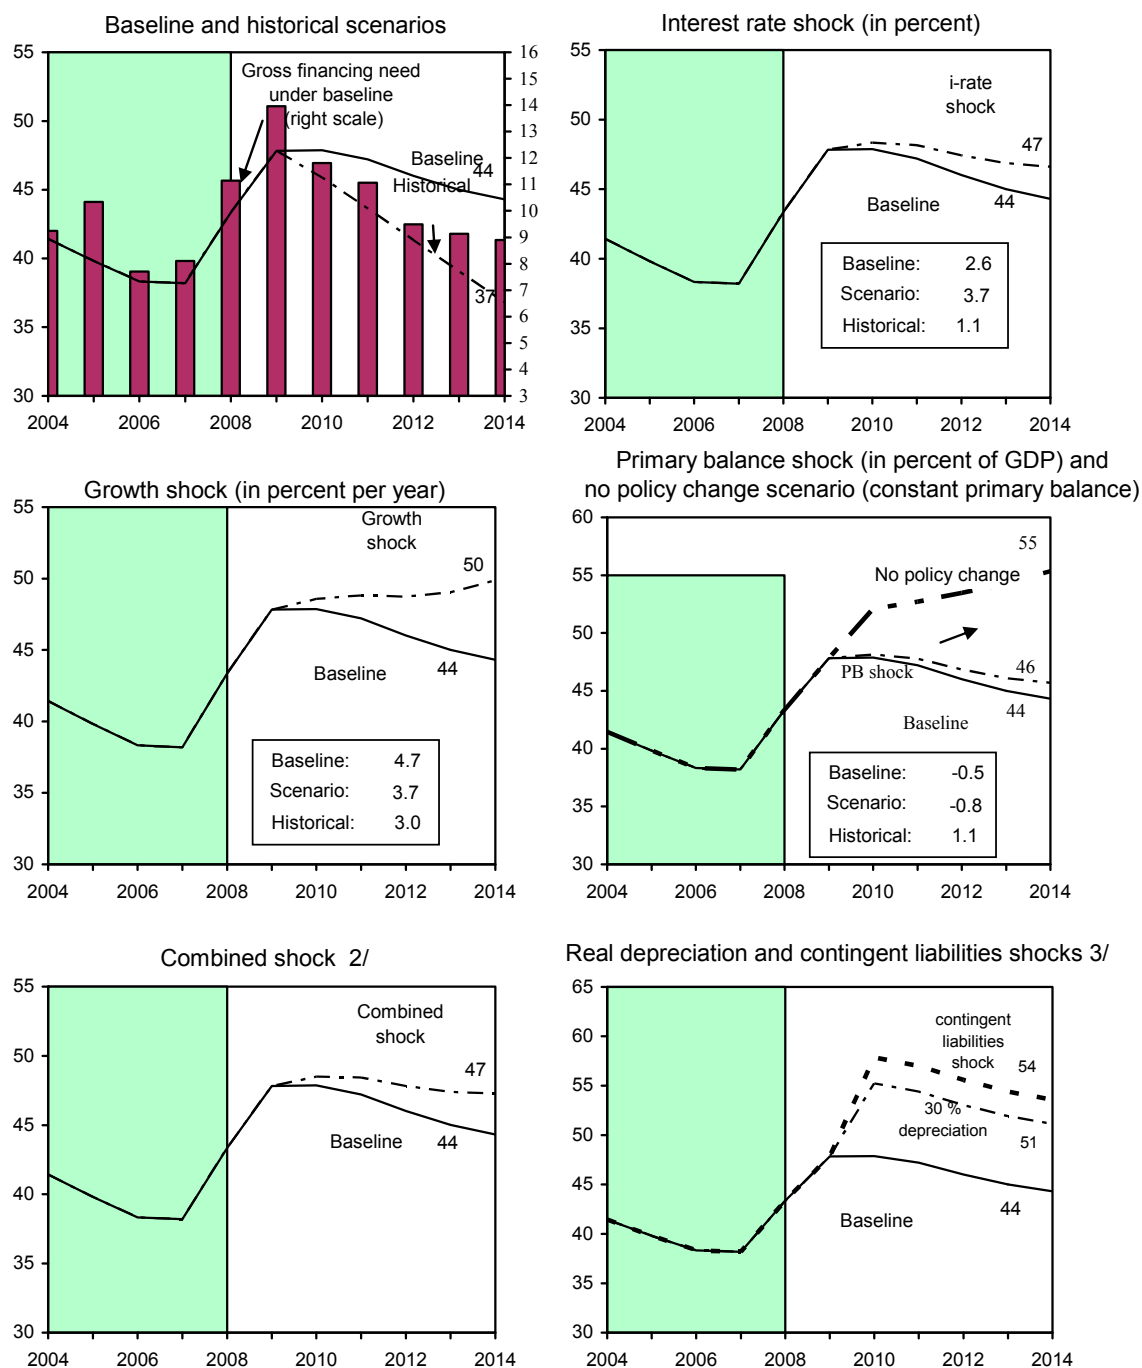 Baseline and historical scenarios
55
50
45
40
35
30
16
15
14
13
12
11
10
9
8
7
6
5
4
3
Gross financing need
under baseline
(right scale)
Baseline
44
Historical
37
2004 2006 2008 2010 2012 2014
Interest rate shock (in percent)
55
50
45
40
35
30
i-rate
shock
47
Baseline
44
Baseline: 2.6
Scenario: 3.7
Historical: 1.1
2004 2006 2008 2010 2012 2014
Growth shock (in percent per year)
55
50
45
40
35
30
Growth
shock
50
Baseline
44
Baseline: 4.7
Scenario: 3.7
Historical: 3.0
2004 2006 2008 2010 2012 2014
Primary balance shock (in percent of GDP) and
no policy change scenario (constant primary balance)
60
55
50
45
40
35
30
55
No policy change
PB shock
46
44
Baseline
Baseline: -0.5
Scenario: -0.8
Historical: 1.1
2004 2006 2008 2010 2012 2014
Combined shock 2/
55
50
45
40
35
30
Combined
shock
47
Baseline
44
2004 2006 2008 2010 2012 2014
Real depreciation and contingent liabilities shocks 3/
65
60
55
50
45
40
35
30
contingent
liabilities
shock
54
30 %
depreciation
51
44
Baseline
2004 2006 2008 2010 2012 2014